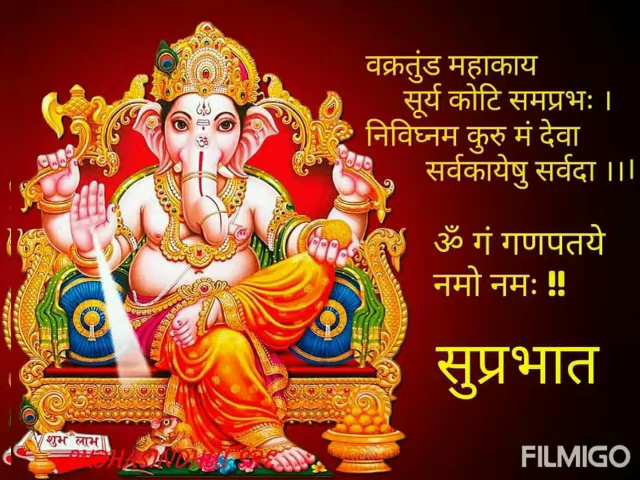 वक्रतुंड महाकाय
सूर्य कोटि समप्रभः ।
निविघ्नम कुरु मं देवा
सर्वकायेषु सर्वदा ।।।
ॐ गं गणपतये
नमो नमः !!
सुप्रभात
शुभ लाभ
FILMIGO